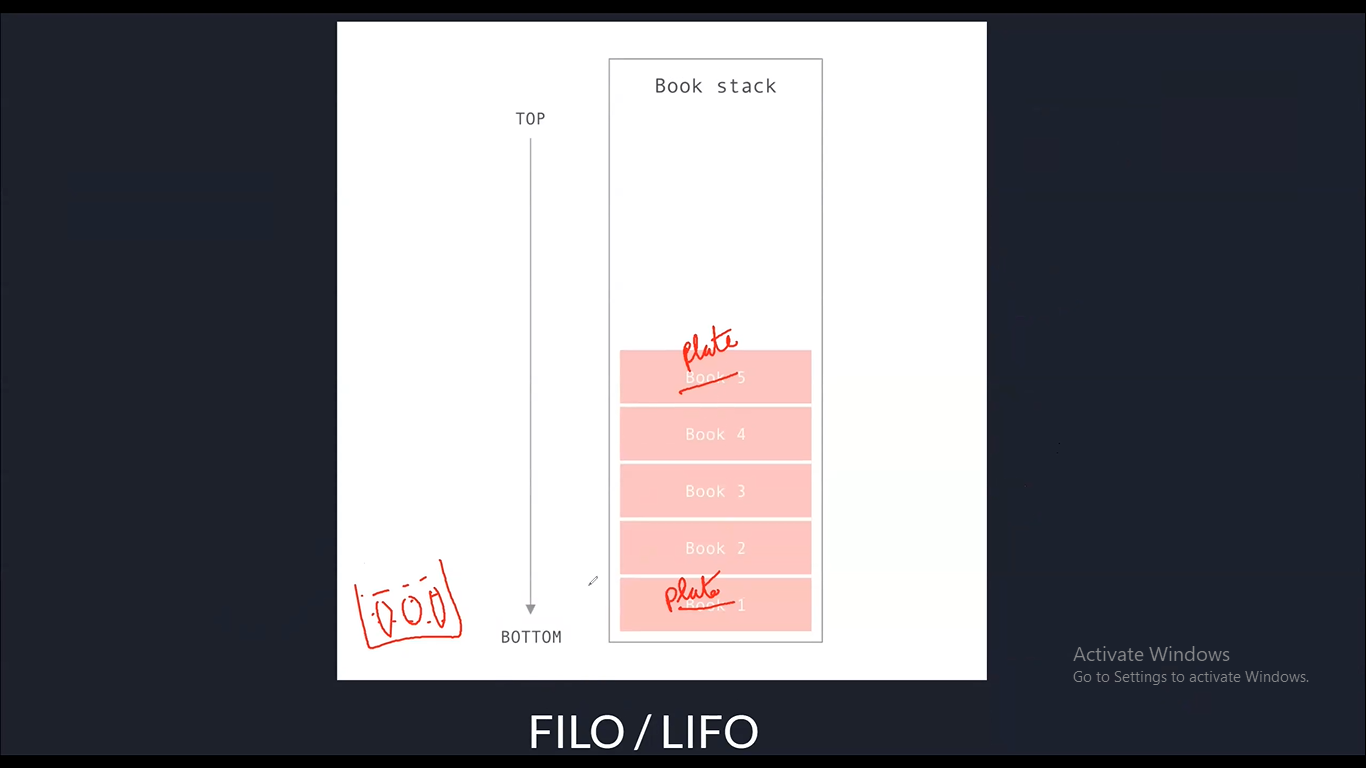 Book stack
TOP
plate
Book 5
Book 4
Book 3
Book 2
plate
Book 1
BOTTOM
Activate Windows
Go to Settings to activate Windows.
FILO / LIFO